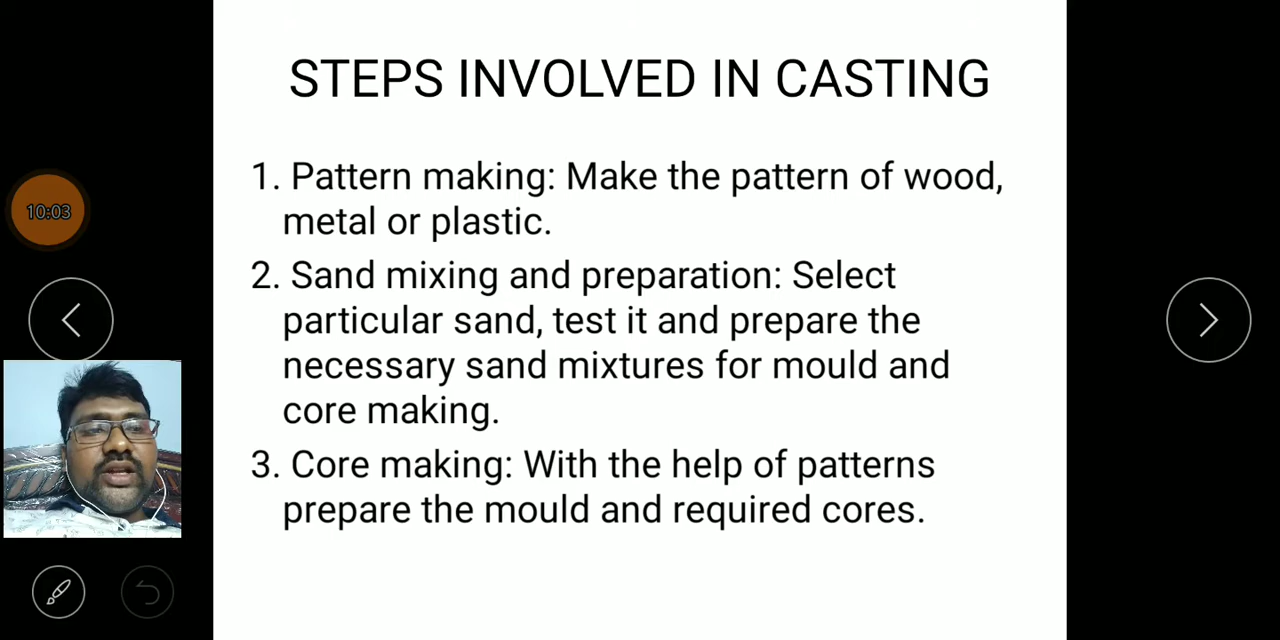 STEPS INVOLVED IN CASTING
1. Pattern making: Make the pattern of wood,
metal or plastic.
2. Sand mixing and preparation: Select
particular sand, test it and prepare the
necessary sand mixtures for mould and
core making.
3. Core making: With the help of patterns
prepare the mould and required cores.
10:03